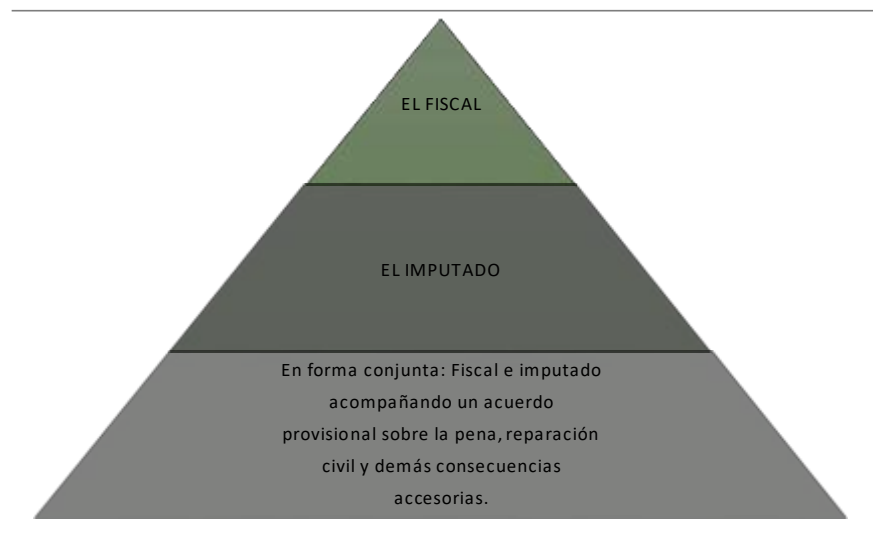 EL FISCAL
EL IMPUTADO
En forma conjunta: Fiscal e imputado
acompañando un acuerdo
provisional sobre la pena, reparación
civil y demás consecuencias
accesorias.